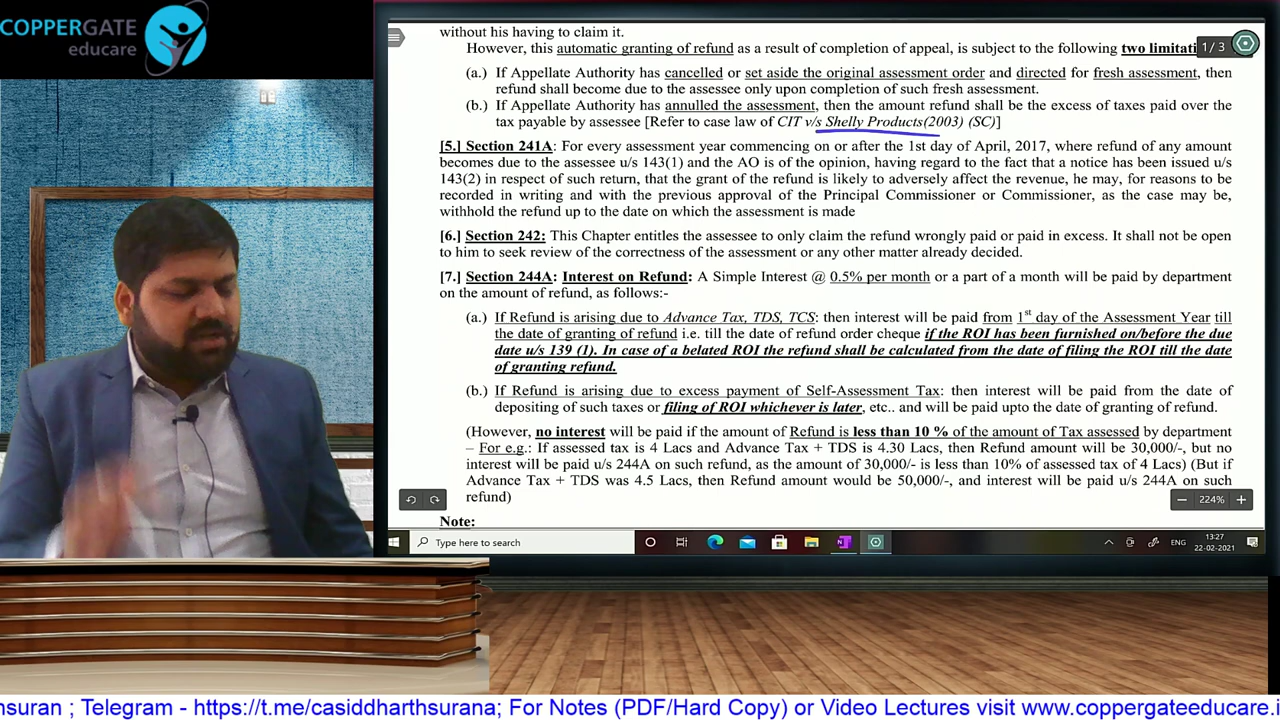 COPPERGATE
educare
without his having to claim it.
However, this automatic granting of refund as a result of completion of appeal, is subject to the following two limitati
1 / 3
(a.) If Appellate Authority has cancelled or set aside the original assessment order and directed for fresh assessment, then
refund shall become due to the assessee only upon completion of such fresh assessment.
(b.) If Appellate Authority has annulled the assessment, then the amount refund shall be the excess of taxes paid over the
tax payable by assessee [Refer to case law of CIT v/s Shelly Products(2003) (SC)]
[5.] Section 241A: For every assessment year commencing on or after the 1st day of April, 2017, where refund of any amount
becomes due to the assessee u/s 143(1) and the AO is of the opinion, having regard to the fact that a notice has been issued u/s
143(2) in respect of such return, that the grant of the refund is likely to adversely affect the revenue, he may, for reasons to be
recorded in writing and with the previous approval of the Principal Commissioner or Commissioner, as the case may be,
withhold the refund up to the date on which the assessment is made
[6.] Section 242: This Chapter entitles the assessee to only claim the refund wrongly paid or paid in excess. It shall not be open
to him to seek review of the correctness of the assessment or any other matter already decided.
[7.] Section 244A: Interest on Refund: A Simple Interest @ 0.5% per month or a part of a month will be paid by department
on the amount of refund, as follows:-
(a.) If Refund is arising due to Advance Tax, TDS, TCS: then interest will be paid from 1st day of the Assessment Year till
the date of granting of refund i.e. till the date of refund order cheque if the ROI has been furnished on/before the due
date u/s 139 (1). In case of a belated ROI the refund shall be calculated from the date of filing the ROI till the date
of granting refund.
(b.) If Refund is arising due to excess payment of Self-Assessment Tax: then interest will be paid from the date of
depositing of such taxes or filing of ROI whichever is later, etc.. and will be paid upto the date of granting of refund.
(However, no interest will be paid if the amount of Refund is less than 10 % of the amount of Tax assessed by department
– For e.g.: If assessed tax is 4 Lacs and Advance Tax + TDS is 4.30 Lacs, then Refund amount will be 30,000/-, but no
interest will be paid u/s 244A on such refund, as the amount of 30,000/- is less than 10% of assessed tax of 4 Lacs) (But if
Advance Tax + TDS was 4.5 Lacs, then Refund amount would be 50,000/-, and interest will be paid u/s 244A on such
refund)
224%
Note:
Type here to search
ENG
13:27
22-02-2021
nsuran ; Telegram - https://t.me/casiddharthsurana; For Notes (PDF/Hard Copy) or Video Lectures visit www.coppergateeducare.i